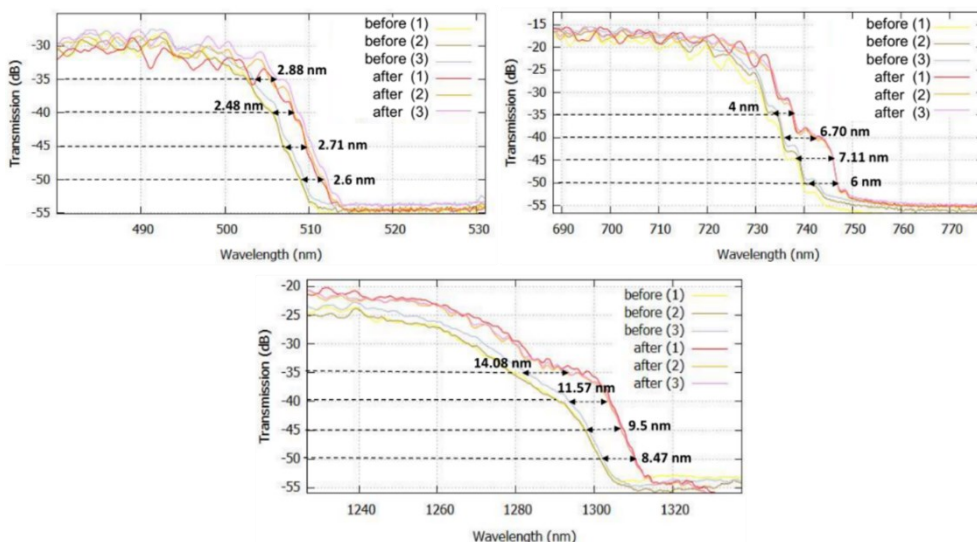 -30
-35
-40
-45
-50
-55
Transmission (dB)
490
500
510
520
530
Wavelength (nm)
before (1)
before (2)
before (3)
after (1)
after (2)
after (3)
2.88 nm
2.48 nm
2.71 nm
2.6 nm
-15
-20
-25
-30
-35
-40
-45
-50
-55
Transmission (dB)
690
700
710
720
730
740
750
760
770
Wavelength (nm)
before (1)
before (2)
before (3)
after (1)
after (2)
after (3)
4 nm
6.70 nm
7.11 nm
6 nm
-20
-25
-30
-35
-40
-45
-50
-55
Transmission (dB)
1240
1260
1280
1300
1320
Wavelength (nm)
before (1)
before (2)
before (3)
after (1)
after (2)
after (3)
14.08 nm
11.57 nm
9.5 nm
8.47 nm